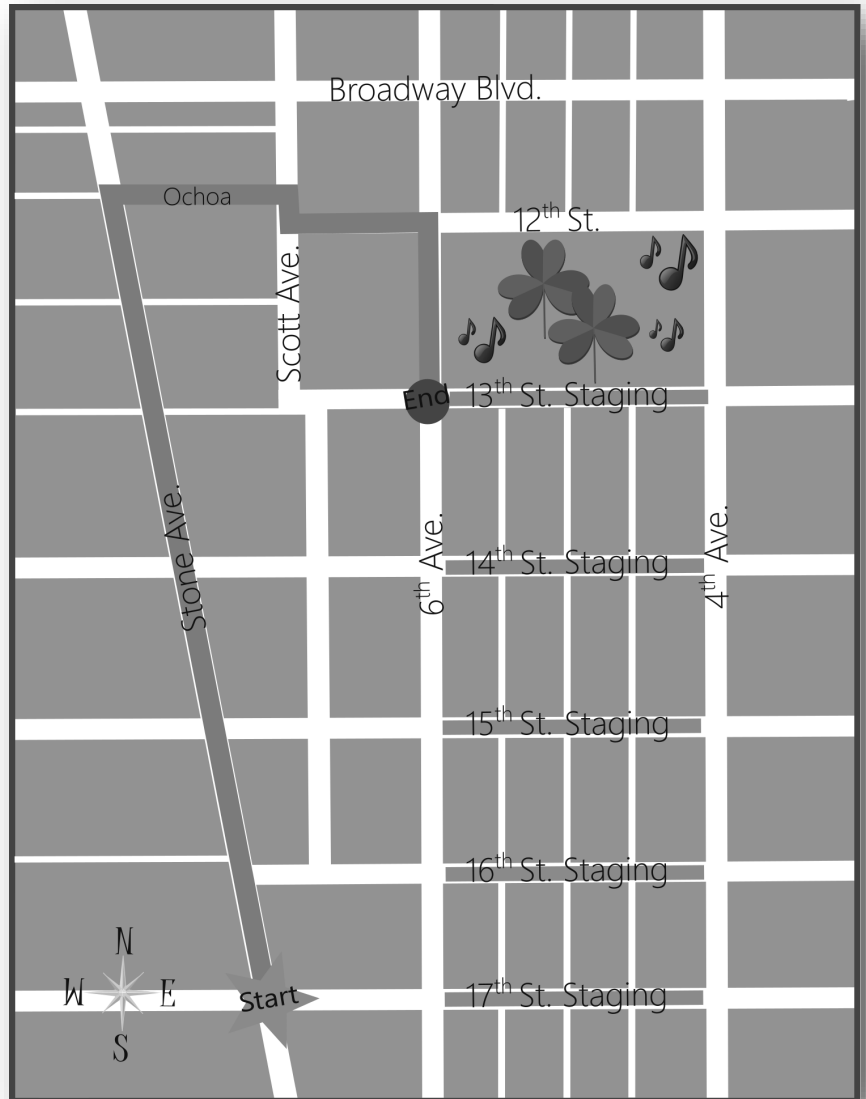 Broadway Blvd.
Ochoa
12th St.
Scott Ave.
End
13th St. Staging
Stone Ave.
6th Ave.
14th St. Staging
4th Ave.
15th St. Staging
16th St. Staging
N
W
E
S
Start
17th St. Staging